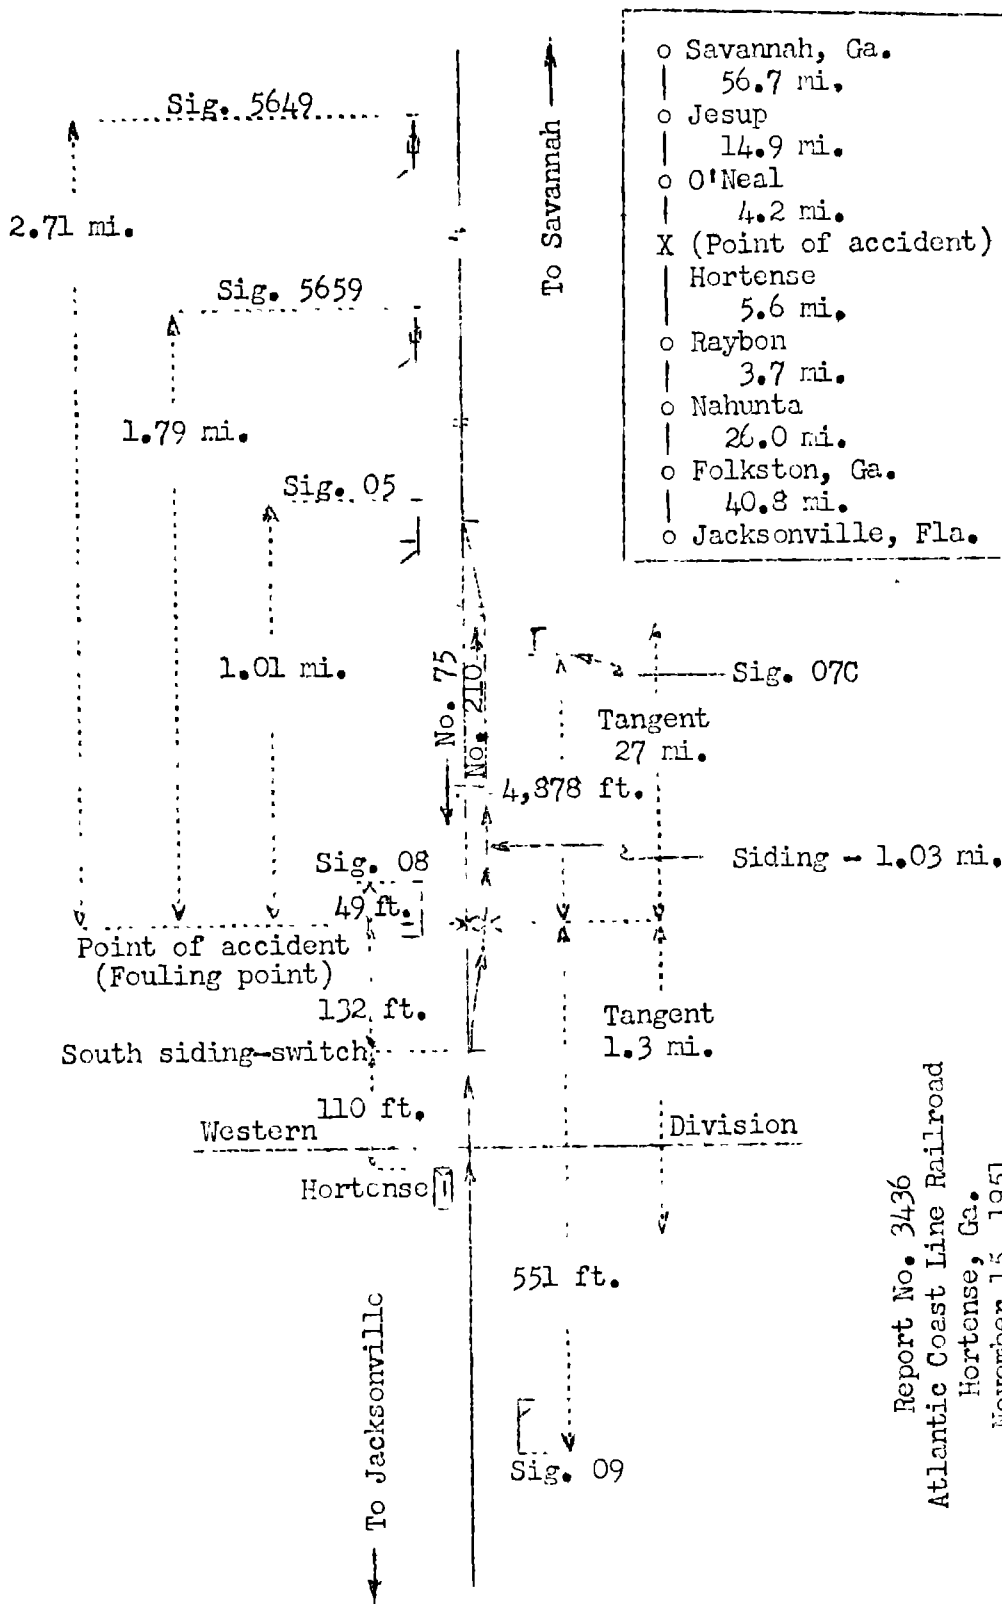 Savannah, Ga.
56.7 mi.
Jesup
14.9 mi.
O'Neal
4.2 mi.
X (Point of accident)
Hortense
5.6 mi.
Raybon
3.7 mi.
Nahunta
26.0 mi.
Folkston, Ga.
40.8 mi.
Jacksonville, Fla.
To Savannah
Sig. 5649
2.71 mi.
Sig. 5659
1.79 mi.
Sig. 05
1.01 mi.
No. 75
No. 210
Sig. 07C
Tangent
27 mi.
4,878 ft.
Siding - 1.03 mi.
Sig. 08
49 ft.
Point of accident
(Fouling point)
132 ft.
Tangent
1.3 mi.
South siding-switch
110 ft.
Western Division
Hortense
551 ft.
Sig. 09
To Jacksonville
Report No. 3436
Atlantic Coast Line Railroad
Hortense, Ga.
November 15, 1951